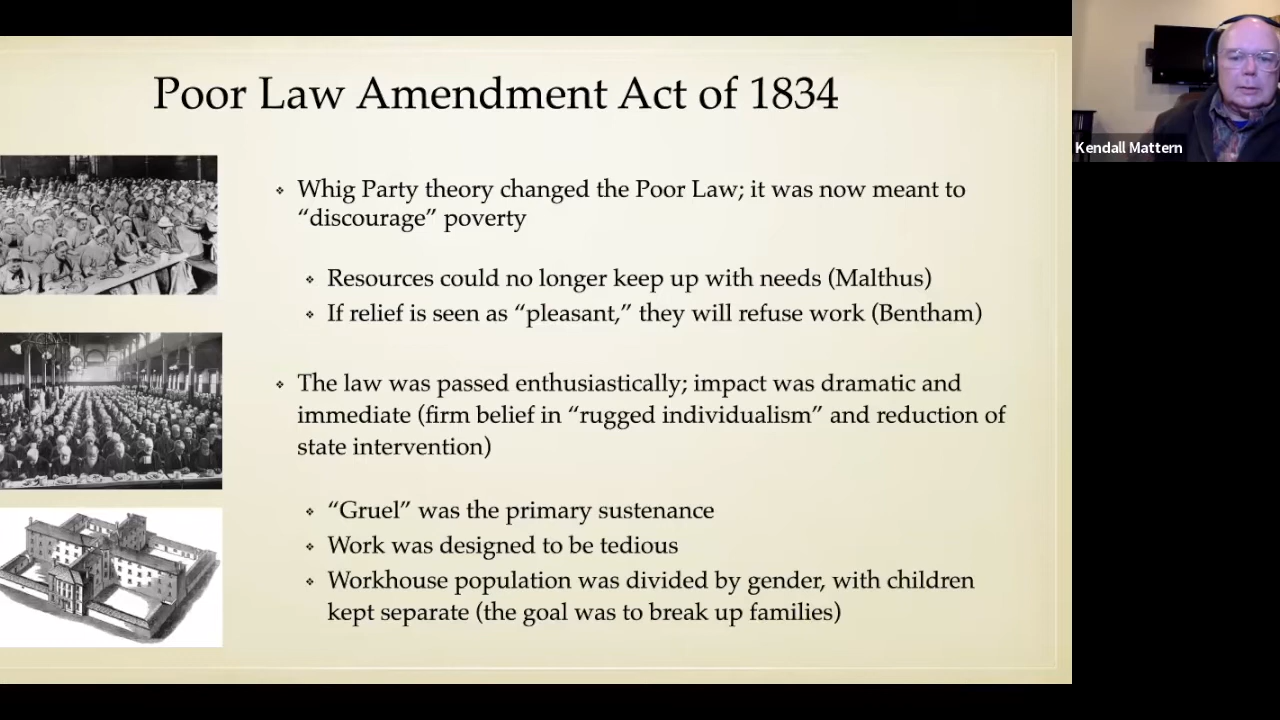 Poor Law Amendment Act of 1834
Kendall Mattern
Whig Party theory changed the Poor Law; it was now meant to
“discourage” poverty
Resources could no longer keep up with needs (Malthus)
If relief is seen as “pleasant,” they will refuse work (Bentham)
The law was passed enthusiastically; impact was dramatic and
immediate (firm belief in “rugged individualism” and reduction of
state intervention)
“Gruel” was the primary sustenance
Work was designed to be tedious
Workhouse population was divided by gender, with children
kept separate (the goal was to break up families)